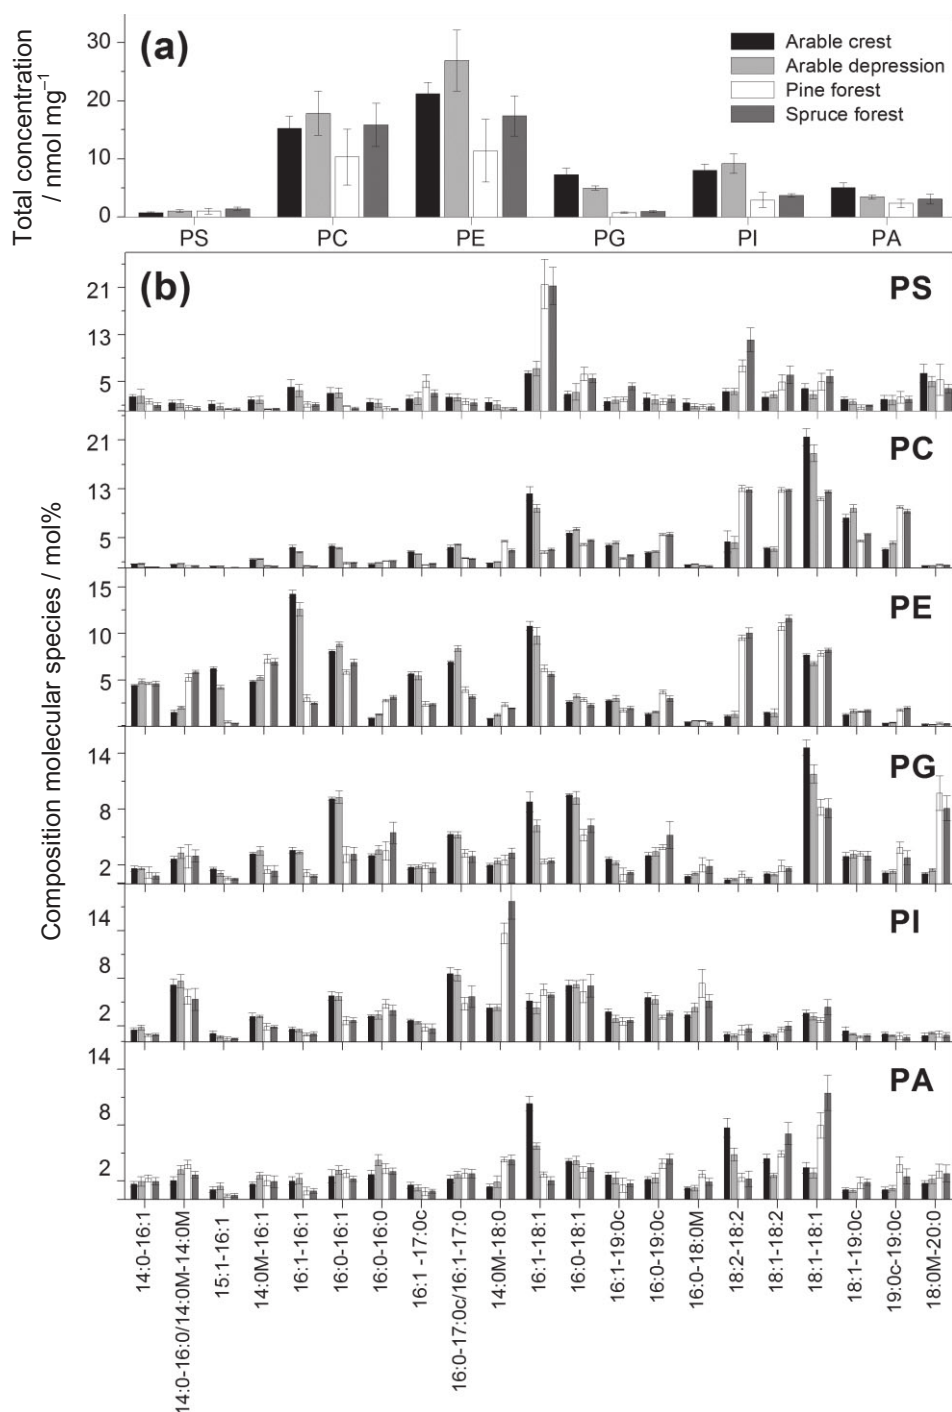 (a)
Total concentration
/ nmol mg⁻¹
30
20
10
0
Arable crest
Arable depression
Pine forest
Spruce forest
PS PC PE PG PI PA
(b)
Composition molecular species / mol%
PS
21
13
5
PC
21
13
5
PE
15
10
5
PG
14
8
2
PI
14
8
2
PA
14
8
2
14:0-16:1
14:0-16:0/14:0M-14:0M
15:1-16:1
14:0M-16:1
16:1-16:1
16:0-16:1
16:0-16:0
16:1-17:0c
16:0-17:0c/16:1-17:0
14:0M-18:0
16:1-18:1
16:0-18:1
16:1-19:0c
16:0-19:0c
16:0-18:0M
18:2-18:2
18:1-18:2
18:1-18:1
18:1-19:0c
19:0c-19:0c
18:0M-20:0